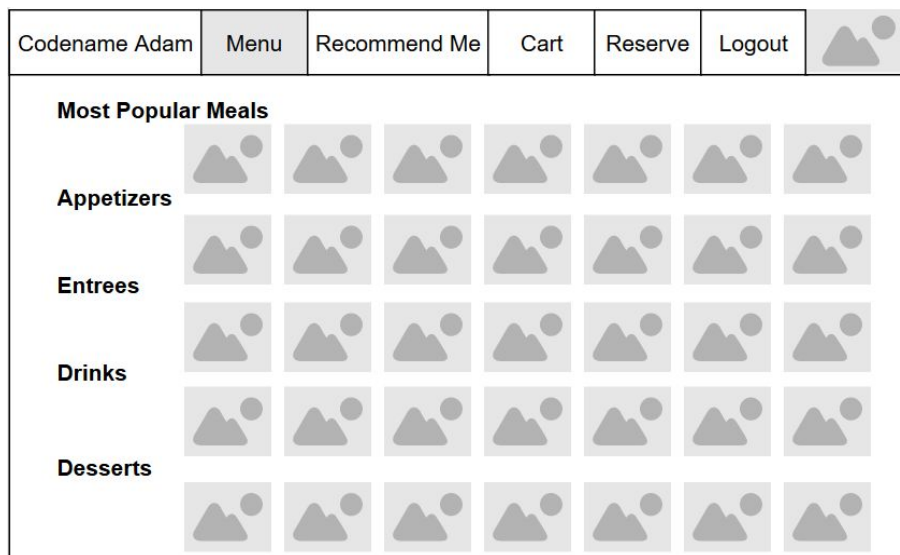 Codename Adam Menu Recommend Me Cart Reserve Logout
Most Popular Meals
Appetizers
Entrees
Drinks
Desserts